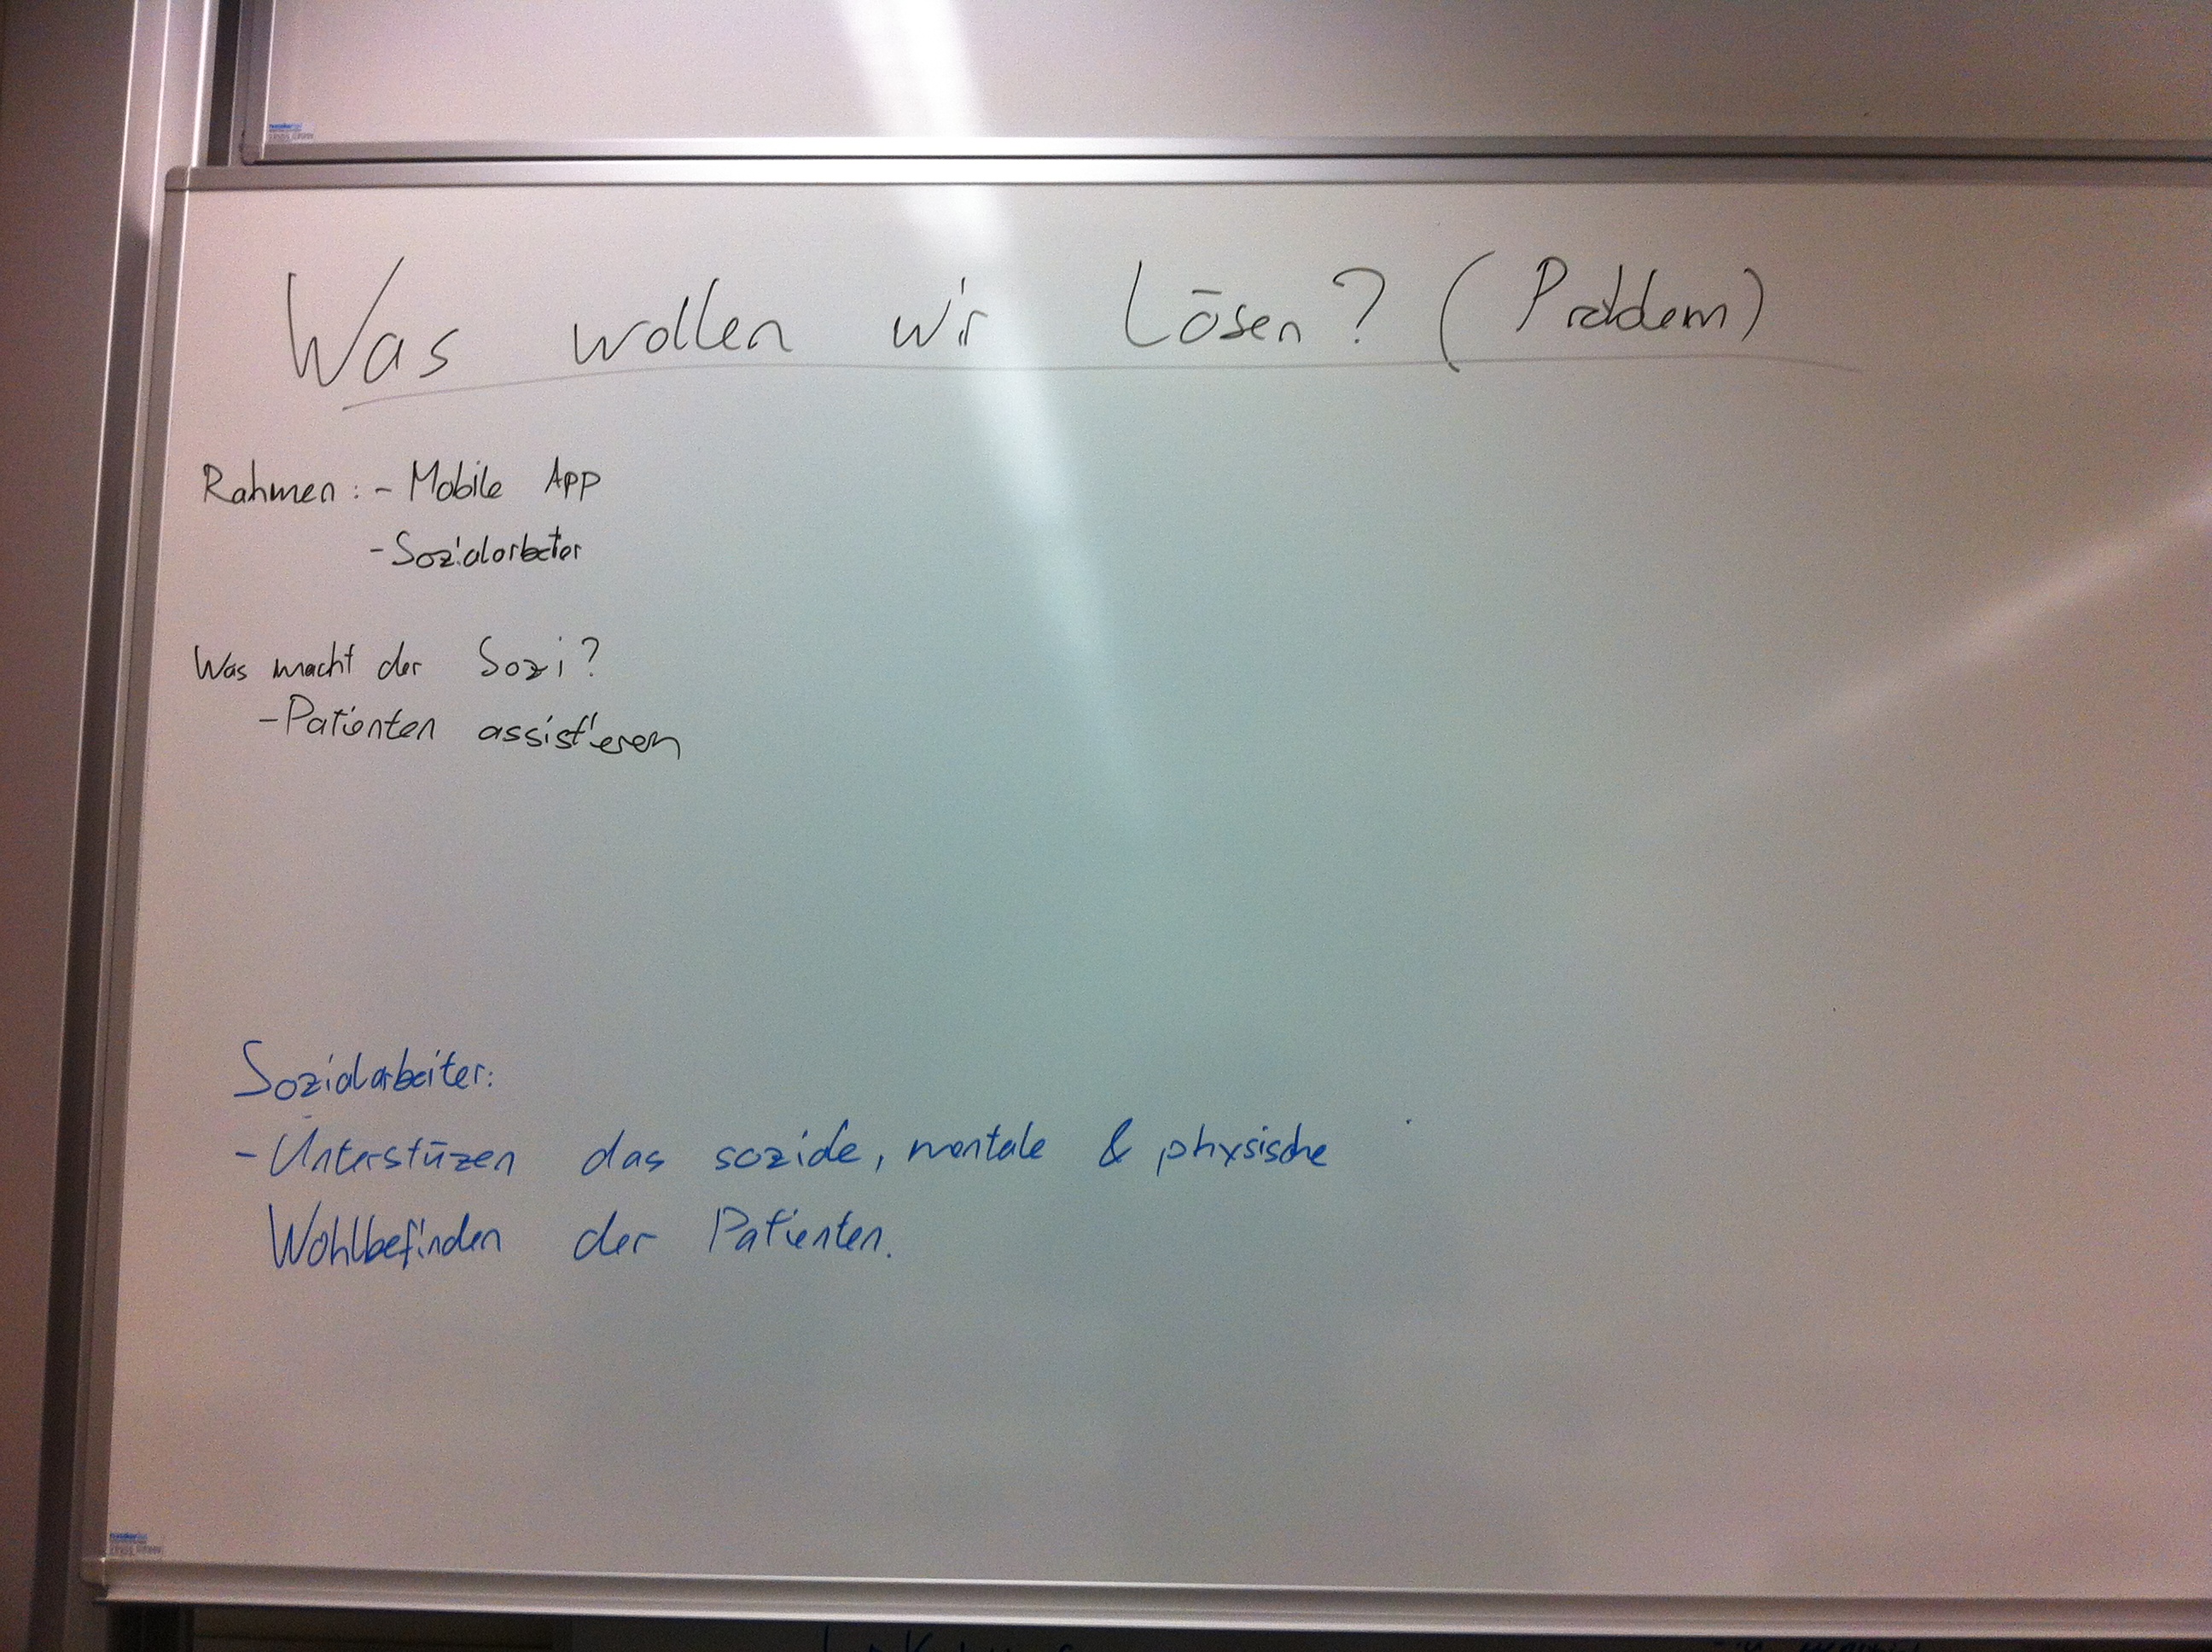 Was wollen wir Lösen? (Problem)
Rahmen: - Mobile App
- Sozialarbeiter
Was macht der Sozi?
- Patienten assistieren
Sozialarbeiter:
- Unterstüzen das soziale, mentale & physische
Wohlbefinden der Patienten.